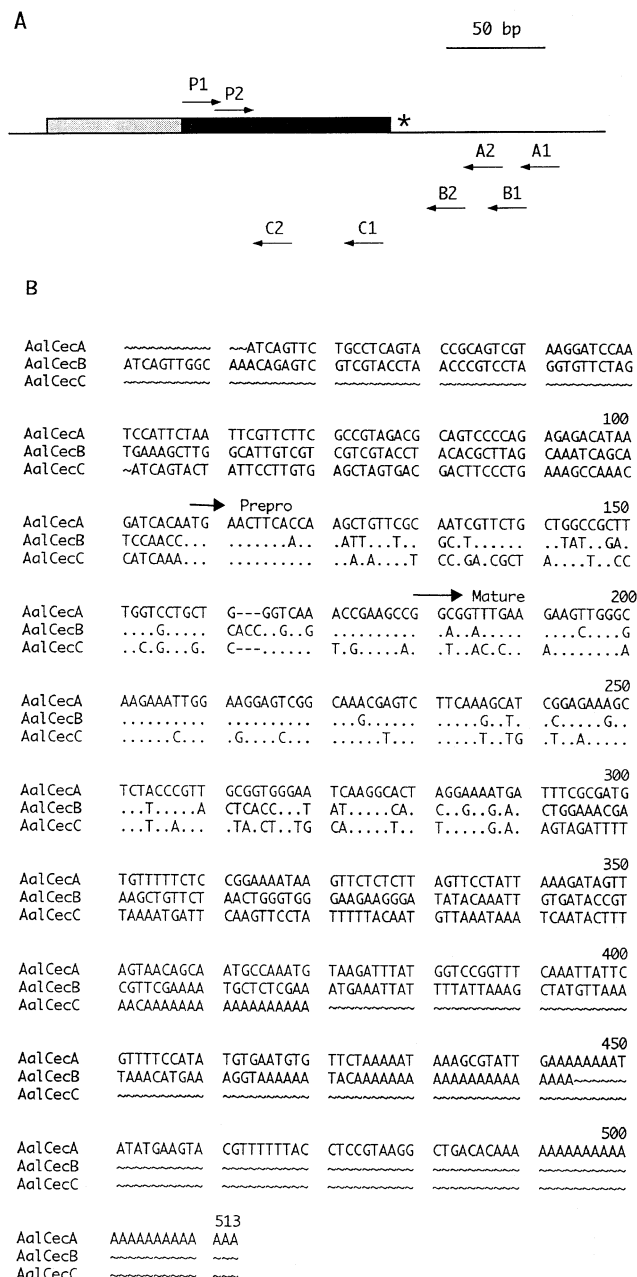 A
50 bp
P1
P2
*
A2 A1
B2 B1
C2 C1
B
AalCecA ~~~~~~~~~~ ~~ATCAGTTC TGCCTCAGTA CCGCAGTCGT AAGGATCCAA
AalCecB ATCAGTTGGC AAACAGAGTC GTCGTACCTA ACCCGTCCTA GGTGTTCTAG
AalCecC ~~~~~~~~~~ ~~~~~~~~~~ ~~~~~~~~~~ ~~~~~~~~~~ ~~~~~~~~~~
100
AalCecA TCCATTCTAA TTCGTTCTTC GCCGTAGACG CAGTCCCCAG AGAGACATAA
AalCecB TGAAAGCTTG GCATTGTCGT CGTCGTACCT ACACGCTTAG CAAATCAGCA
AalCecC ~ATCAGTACT ATTCCTTGTG AGCTAGTGAC GACTTCCCTG AAAGCCAAAC
Prepro 150
AalCecA GATCACAATG AACTTCACCA AGCTGTTCGC AATCGTTCTG CTGGCCGCTT
AalCecB TCCAACC... .......A.. .ATT...T.. GC.T...... ..TAT..GA.
AalCecC CATCAAA... .......... ..A.A....T CC.GA.CGCT A....T..CC
Mature 200
AalCecA TGGTCCTGCT G---GGTCAA ACCGAAGCCG GCGGTTTGAA GAAGTTGGGC
AalCecB ....G..... CACC..G..G .......... .A..A..... ...C.....G
AalCecC ..C.G....G. C---...... T.G.....A. .T..AC.C.. A........A
250
AalCecA AAGAAATTGG AAGGAGTCGG CAAACGAGTC TTCAAAGCAT CGGAGAAAGC
AalCecB .......... .......... ...G...... .....G..T. .C.....G..
AalCecC .....C.... .G....C... ......T... .....T..TG .T..A.....
300
AalCecA TCTACCCGTT GCGGTGGGAA TCAAGGCACT AGGAAAATGA TTTCGCGATG
AalCecB ...T.....A CTCACC...T AT.....CA. C..G..G.A. CTGGAAACGA
AalCecC ...T..A... .TA.CT..TG CA.....T.. T.....G.A. AGTAGATTTT
350
AalCecA TGTTTTTCTC CGGAAAATAA GTTCTCTCTT AGTTCCTATT AAAGATAGTT
AalCecB AAGCTGTTCT AACTGGGTGG GAAGAAGGGA TATACAAATT GTGATACCGT
AalCecC TAAAATGATT CAAGTTCCTA TTTTTACAAT GTTAAATAAA TCAATACTTT
400
AalCecA AGTAACAGCA ATGCCAAATG TAAGATTTAT GGTCCGGTTT CAAATTATTC
AalCecB CGTTCGAAAA TGCTCTCGAA ATGAAATTAT TTTATTAAAG CTATGTTAAA
AalCecC AACAAAAAAA AAAAAAAAAA ~~~~~~~~~~ ~~~~~~~~~~ ~~~~~~~~~~
450
AalCecA GTTTTCCATA TGTGAATGTG TTCTAAAAAT AAAGCGTATT GAAAAAAAAT
AalCecB TAAACATGAA AGGTAAAAAA TACAAAAAAA AAAAAAAAAA AAAA~~~~~~
AalCecC ~~~~~~~~~~ ~~~~~~~~~~ ~~~~~~~~~~ ~~~~~~~~~~ ~~~~~~~~~~
500
AalCecA ATATGAAGTA CGTTTTTTAC CTCCGTAAGG CTGACACAAA AAAAAAAAAA
AalCecB ~~~~~~~~~~ ~~~~~~~~~~ ~~~~~~~~~~ ~~~~~~~~~~ ~~~~~~~~~~
AalCecC ~~~~~~~~~~ ~~~~~~~~~~ ~~~~~~~~~~ ~~~~~~~~~~ ~~~~~~~~~~
513
AalCecA AAAAAAAAAA AAA
AalCecB ~~~~~~~~~~ ~~~
AalCecC ~~~~~~~~~~ ~~~